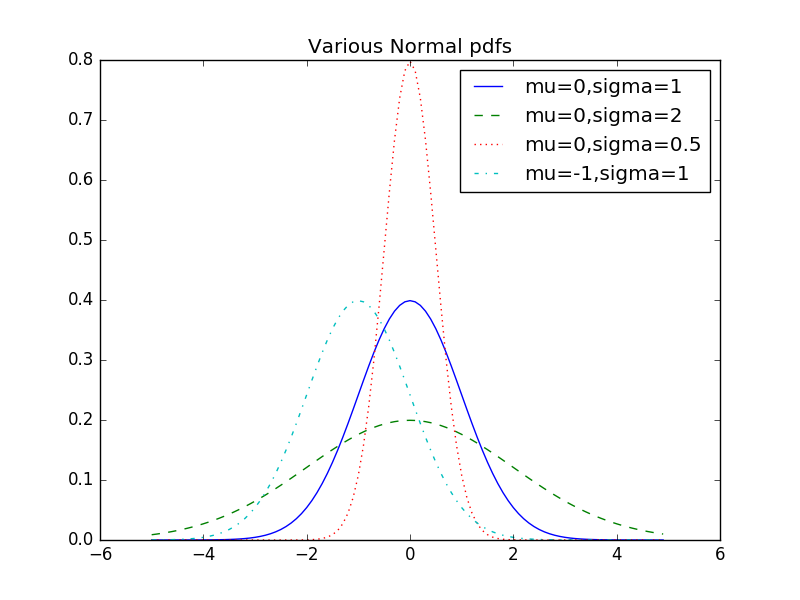 Various Normal pdfs
0.8
0.7
0.6
0.5
0.4
0.3
0.2
0.1
0.0
mu=0,sigma=1
mu=0,sigma=2
mu=0,sigma=0.5
mu=-1,sigma=1
−6 −4 −2 0 2 4 6